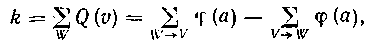 k = ∑_W Q (v) = ∑_{W→V} φ (a) − ∑_{V→W} φ (a),